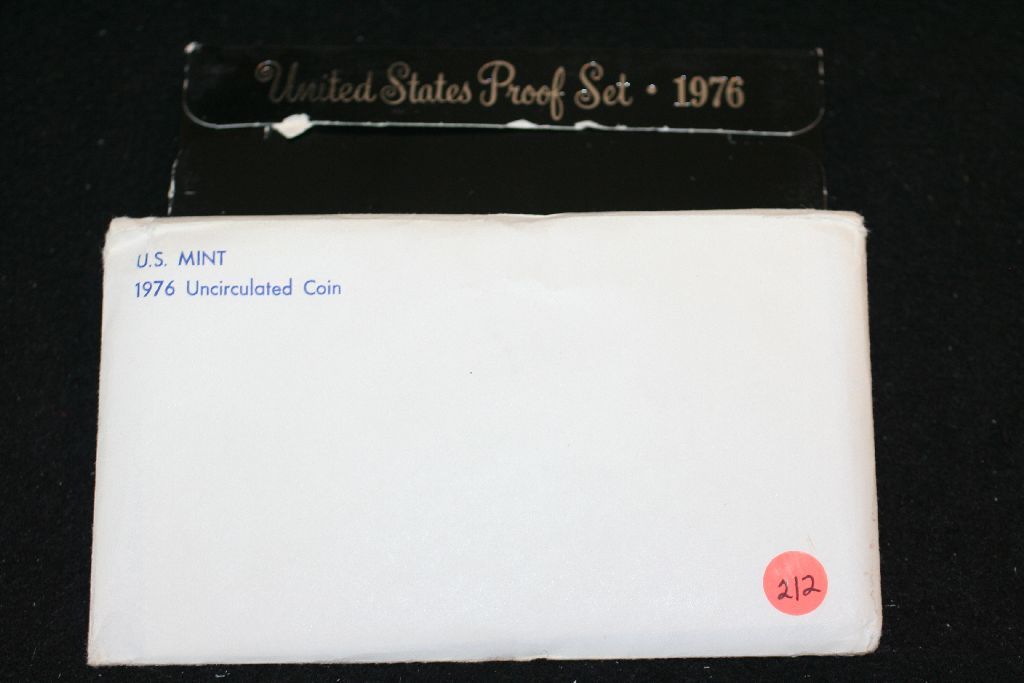 United States Proof Set · 1976
U.S. MINT
1976 Uncirculated Coin
212